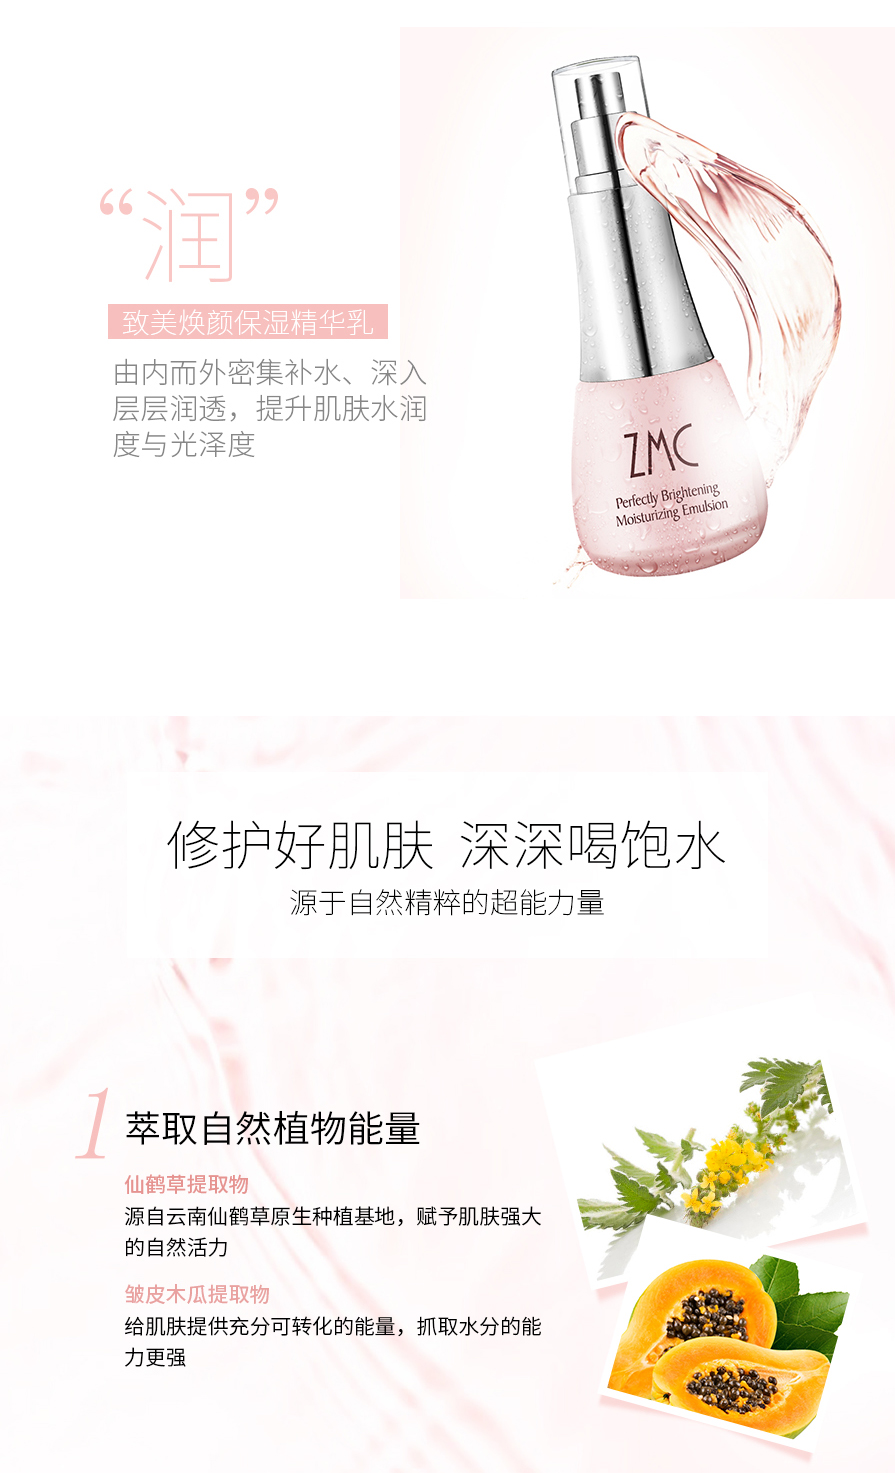 “润”
致美焕颜保湿精华乳
由内而外密集补水、深入
层层润透，提升肌肤水润
度与光泽度
ZMC
Perfectly Brightening
Moisturizing Emulsion
修护好肌肤 深深喝饱水
源于自然精粹的超能力量
1 萃取自然植物能量
仙鹤草提取物
源自云南仙鹤草原生种植基地，赋予肌肤强大
的自然活力
皱皮木瓜提取物
给肌肤提供充分可转化的能量，抓取水分的能
力更强